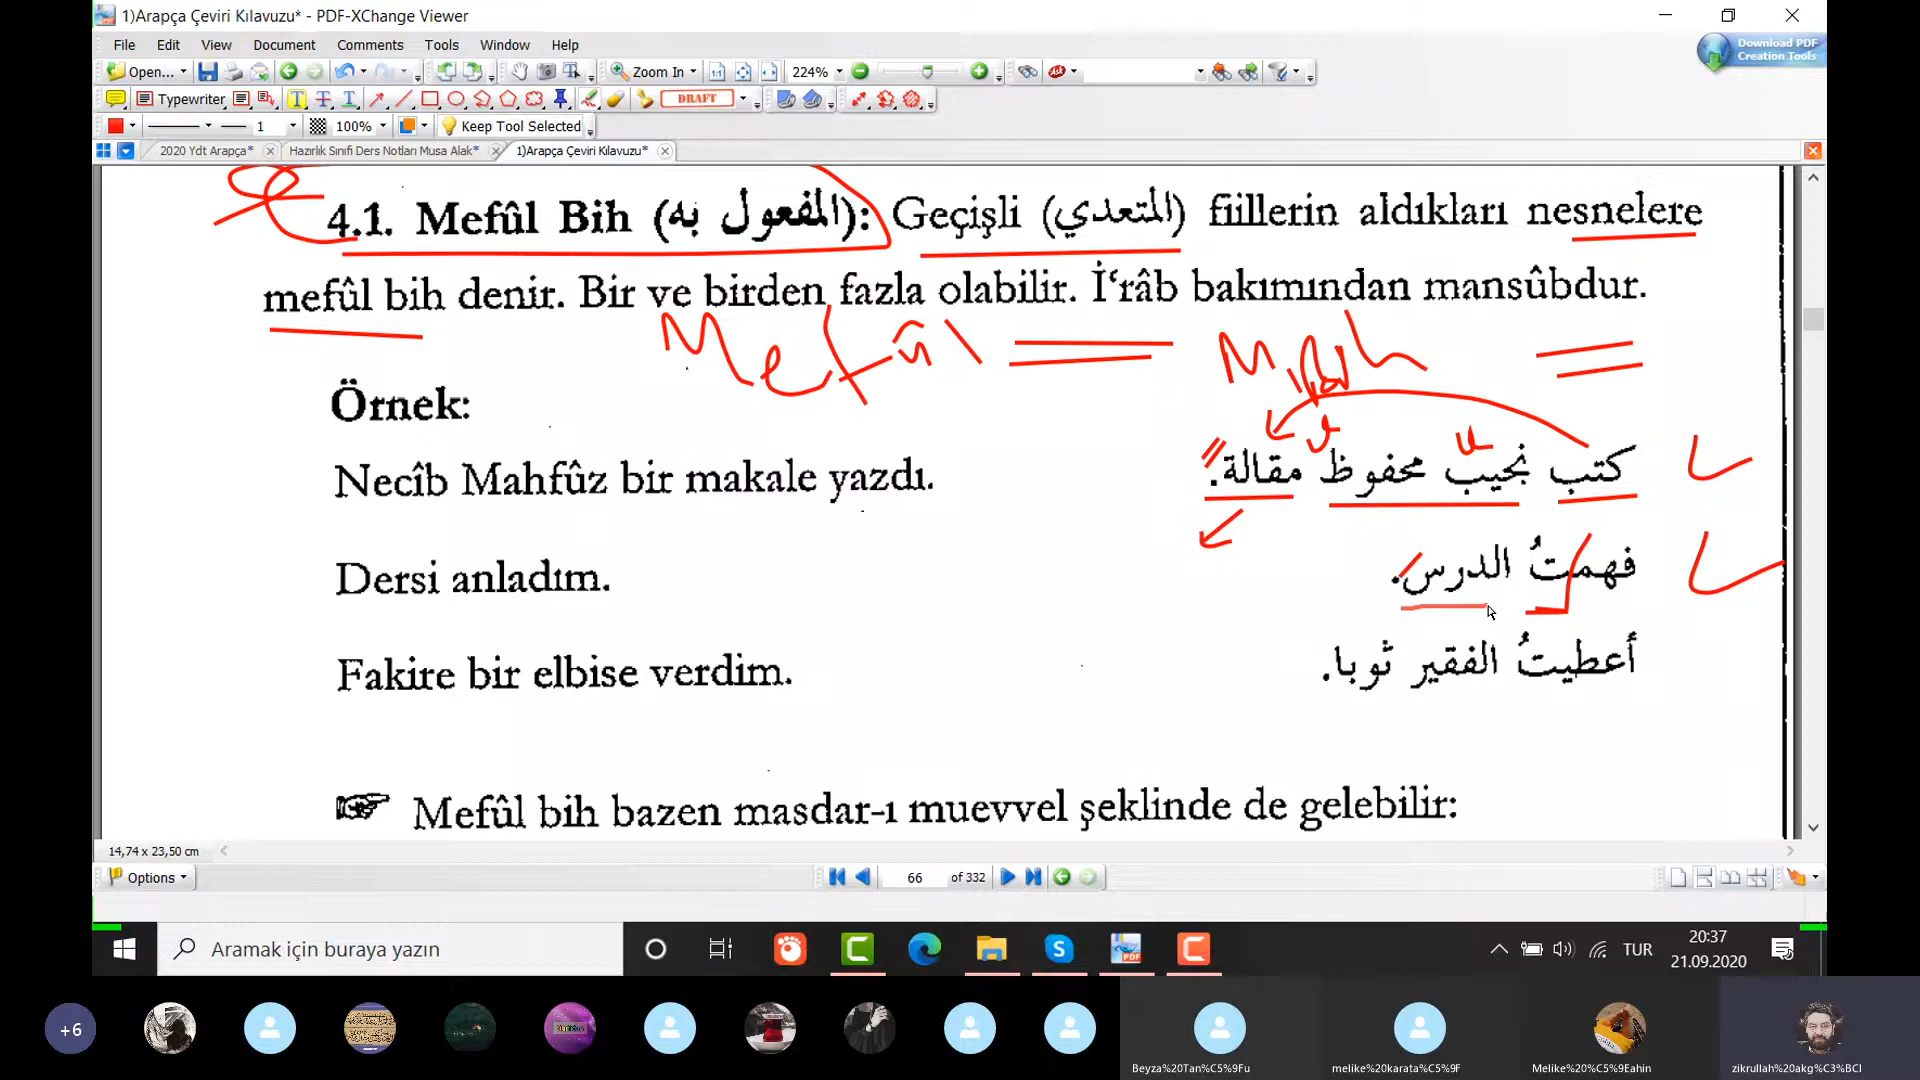 1)Arapça Çeviri Kılavuzu* - PDF-XChange Viewer
File Edit View Document Comments Tools Window Help
Download PDF
Creation Tools
Open... Zoom In 224%
Typewriter DRAFT
1 100% Keep Tool Selected
2020 Ydt Arapça* Hazırlık Sınıfı Ders Notları Musa Alak* 1)Arapça Çeviri Kılavuzu*
4.1. Mefûl Bih (المفعول به): Geçişli (المتعدي) fiillerin aldıkları nesnelere
mefûl bih denir. Bir ve birden fazla olabilir. İ‘râb bakımından mansûbdur.
Mefûl
Örnek:
Necîb Mahfûz bir makale yazdı. كتب نجيب محفوظ مقالة.
Dersi anladım. فهمتُ الدرس.
Fakire bir elbise verdim. أعطيتُ الفقير ثوبا.
Mefûl bih bazen masdar-ı muevvel şeklinde de gelebilir:
14,74 x 23,50 cm
Options 66 of 332
Aramak için buraya yazın
TUR
20:37
21.09.2020
+6
Beyza%20Tan%C5%9Fu melike%20karata%C5%9F Melike%20%C5%9Eahin zikrullah%20akg%C3%BCl